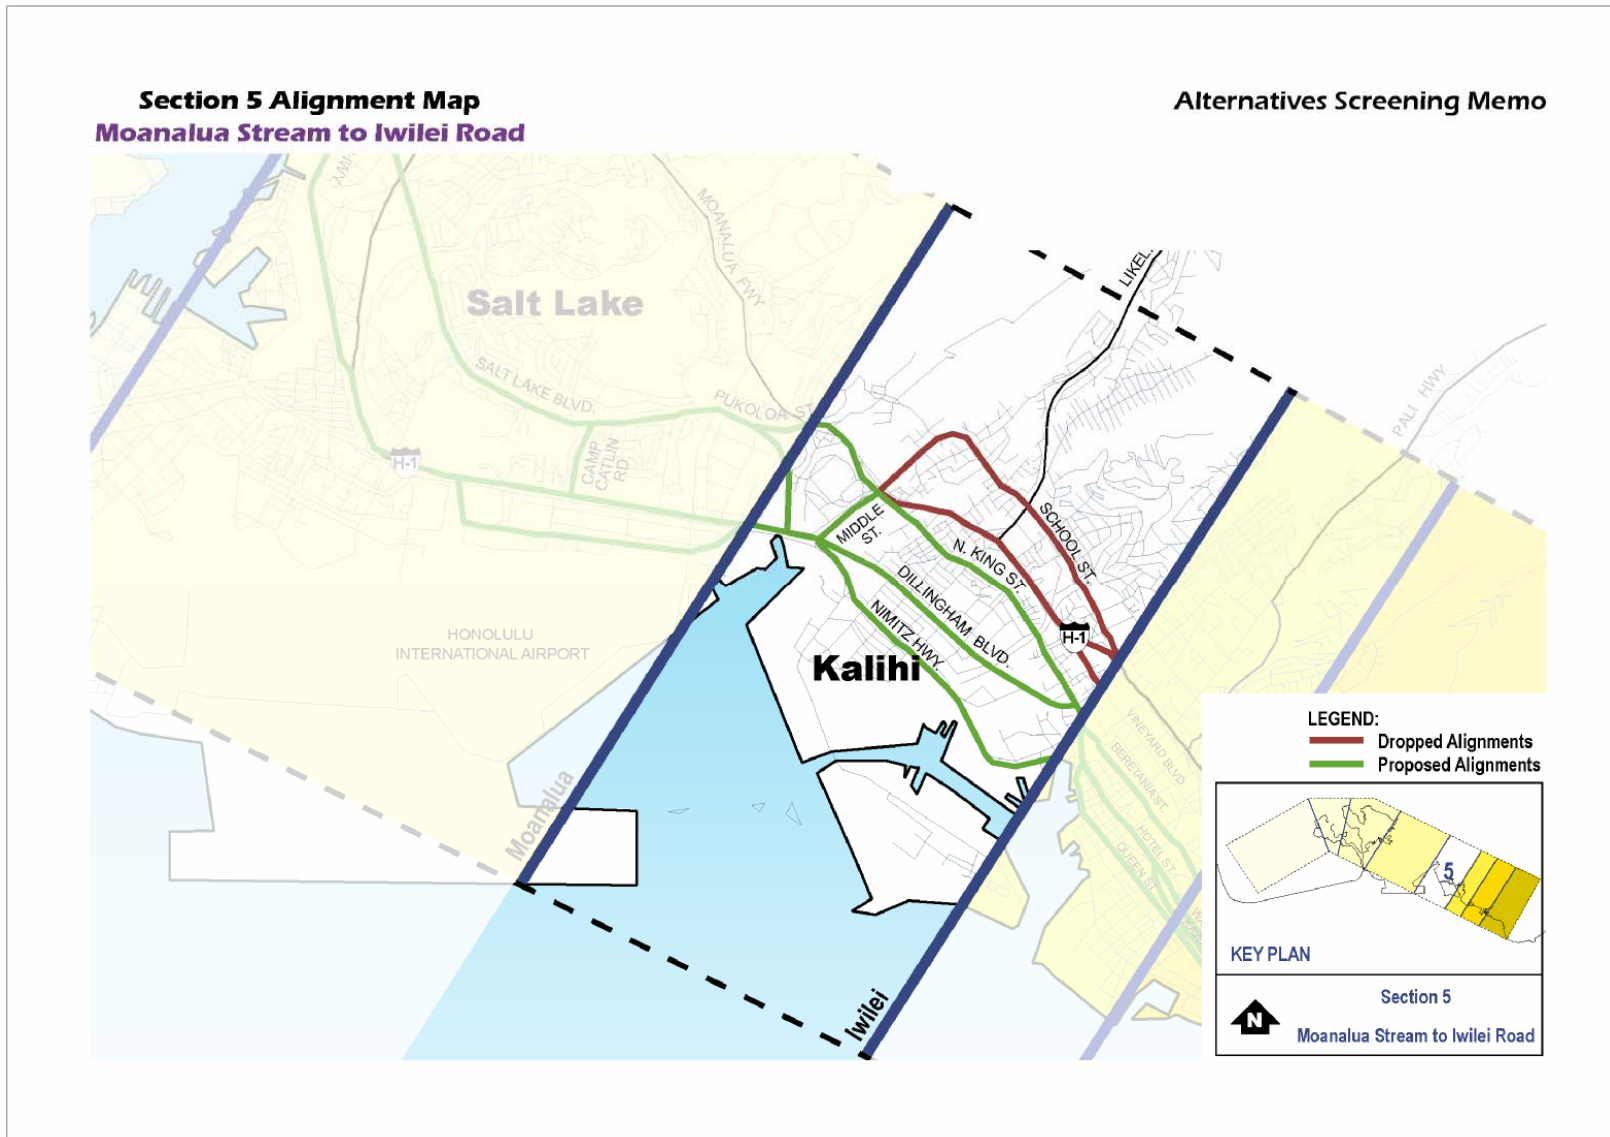 Section 5 Alignment Map
Moanalua Stream to Iwilei Road
Alternatives Screening Memo
HWY
MOANALUA FWY
Salt Lake
SALT LAKE BLVD.
PUKOLOA ST.
CAMP
CATLIN
RD
H-1
HONOLULU
INTERNATIONAL AIRPORT
Moanalua
LIKEL
PALI HWY
MIDDLE
ST.
N. KING ST.
SCHOOL ST.
DILLINGHAM BLVD.
NIMITZ HWY.
H-1
Kalihi
VINEYARD BLVD
BERETANIA ST
HOTEL ST.
QUEEN ST.
Iwilei
LEGEND:
Dropped Alignments
Proposed Alignments
5
KEY PLAN
N
Section 5
Moanalua Stream to Iwilei Road